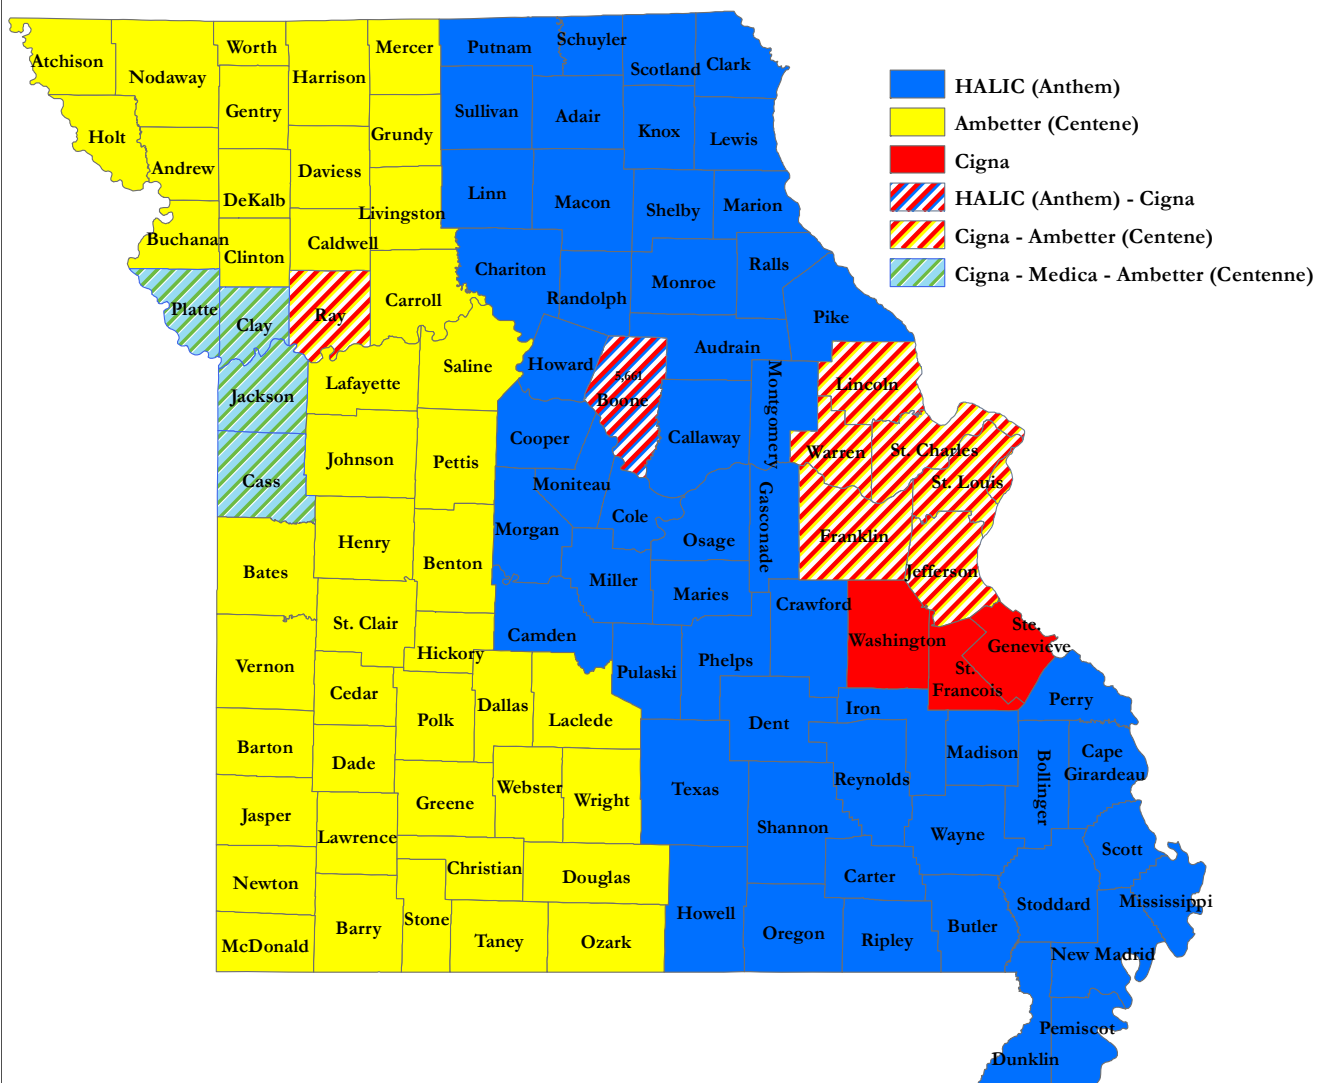 Atchison
Nodaway
Worth
Harrison
Mercer
Putnam
Schuyler
Scotland
Clark
HALIC (Anthem)
Ambetter (Centene)
Cigna
HALIC (Anthem) - Cigna
Cigna - Ambetter (Centene)
Cigna - Medica - Ambetter (Centenne)
Holt
Gentry
Grundy
Sullivan
Adair
Knox
Lewis
Andrew
DeKalb
Daviess
Livingston
Linn
Macon
Shelby
Marion
Buchanan
Clinton
Caldwell
Carroll
Chariton
Randolph
Monroe
Ralls
Pike
Platte
Clay
Ray
Saline
Howard
5,661
Boone
Audrain
Montgomery
Lincoln
Jackson
Lafayette
Cooper
Callaway
Warren
St. Charles
St. Louis
Cass
Johnson
Pettis
Moniteau
Cole
Gasconade
Franklin
Jefferson
Morgan
Osage
Bates
Henry
Benton
Miller
Maries
Crawford
Washington
Ste.
Genevieve
St.
Francois
Perry
Vernon
St. Clair
Hickory
Camden
Pulaski
Phelps
Cedar
Polk
Dallas
Laclede
Dent
Iron
Madison
Bollinger
Cape
Girardeau
Barton
Dade
Webster
Wright
Texas
Reynolds
Jasper
Lawrence
Greene
Shannon
Wayne
Scott
Newton
Christian
Douglas
Howell
Carter
Stoddard
Mississippi
McDonald
Barry
Stone
Taney
Ozark
Oregon
Ripley
Butler
New Madrid
Pemiscot
Dunklin